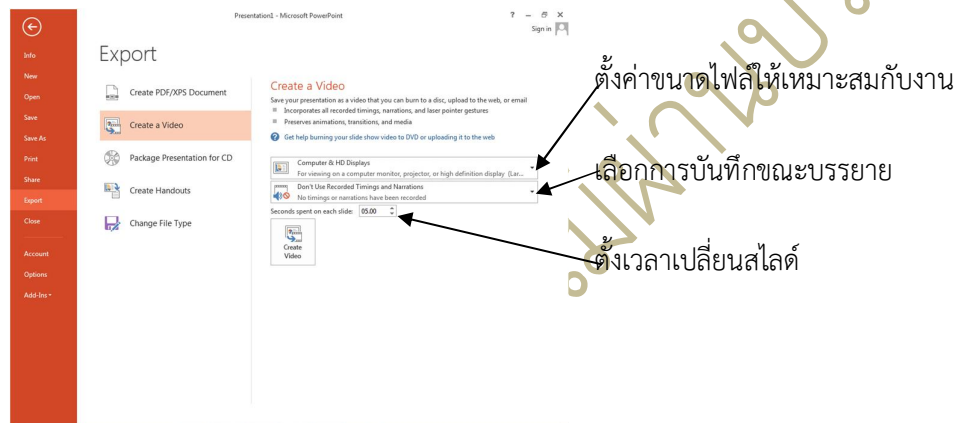 Presentation1 - Microsoft PowerPoint
?
Sign in
Info
New
Open
Save
Save As
Print
Share
Export
Close
Account
Options
Add-Ins
Export
Create PDF/XPS Document
Create a Video
Package Presentation for CD
Create Handouts
Change File Type
Create a Video
Save your presentation as a video that you can burn to a disc, upload to the web, or email
Incorporates all recorded timings, narrations, and laser pointer gestures
Preserves animations, transitions, and media
Get help burning your slide show video to DVD or uploading it to the web
Computer & HD Displays
For viewing on a computer monitor, projector, or high definition display (Lar...
Don't Use Recorded Timings and Narrations
No timings or narrations have been recorded
Seconds spent on each slide: 05.00
Create
Video
ตั้งค่าขนาดไฟล์ให้เหมาะสมกับงาน
เลือกการบันทึกขณะบรรยาย
ตั้งเวลาเปลี่ยนสไลด์